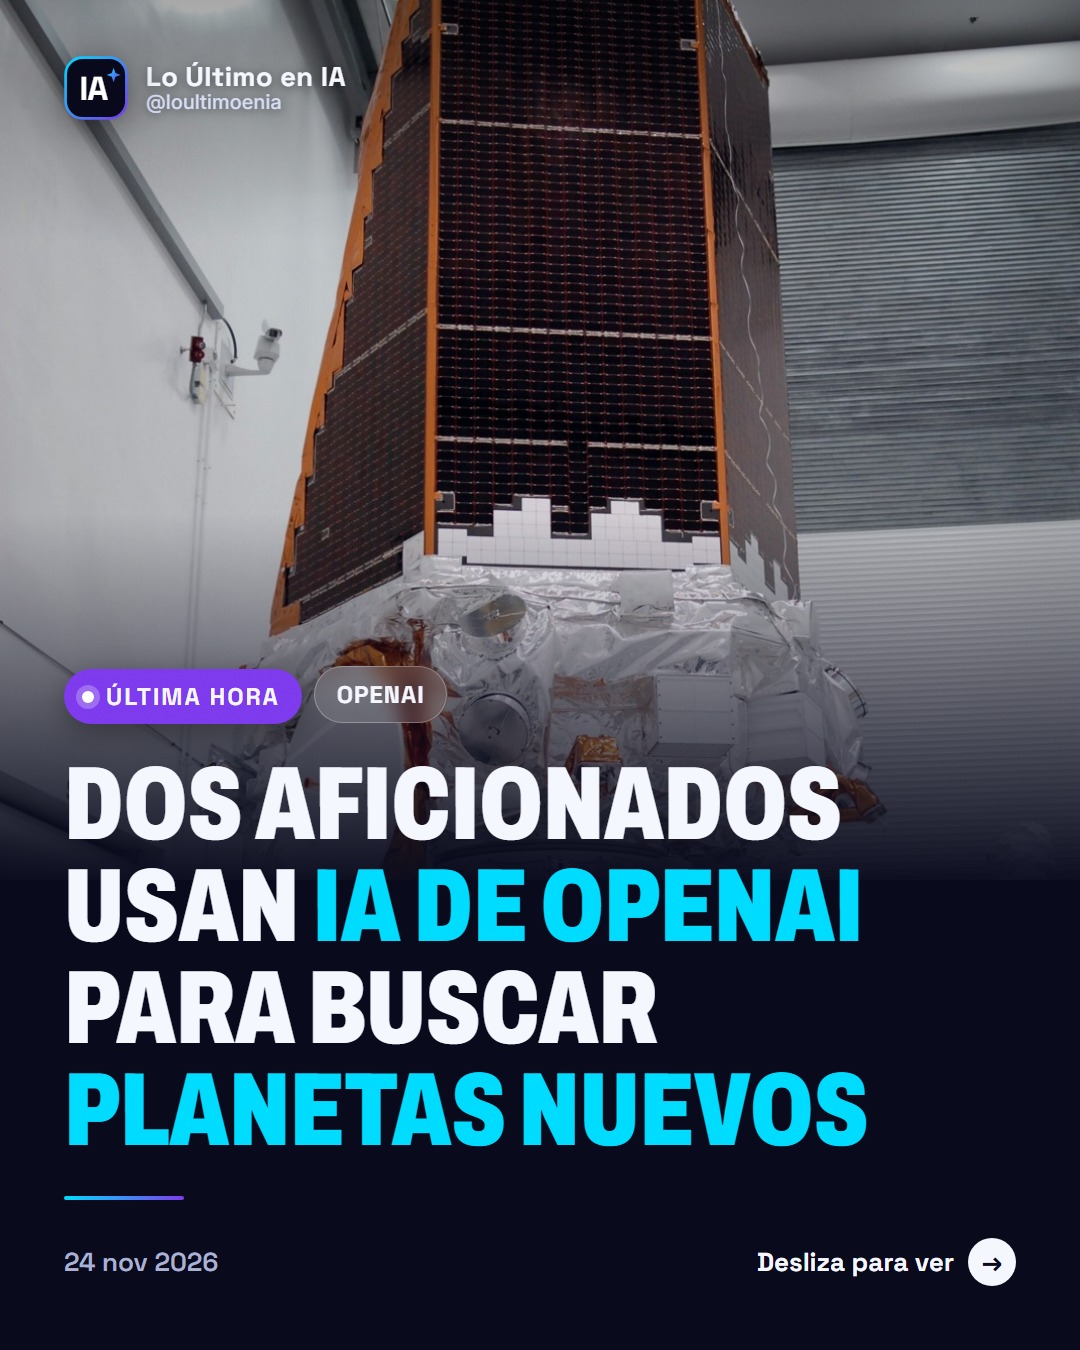 IA
Lo Último en IA
@loultimoenia
ÚLTIMA HORA
OPENAI
DOS AFICIONADOS
USAN IA DE OPENAI
PARA BUSCAR
PLANETAS NUEVOS
24 nov 2026
Desliza para ver →